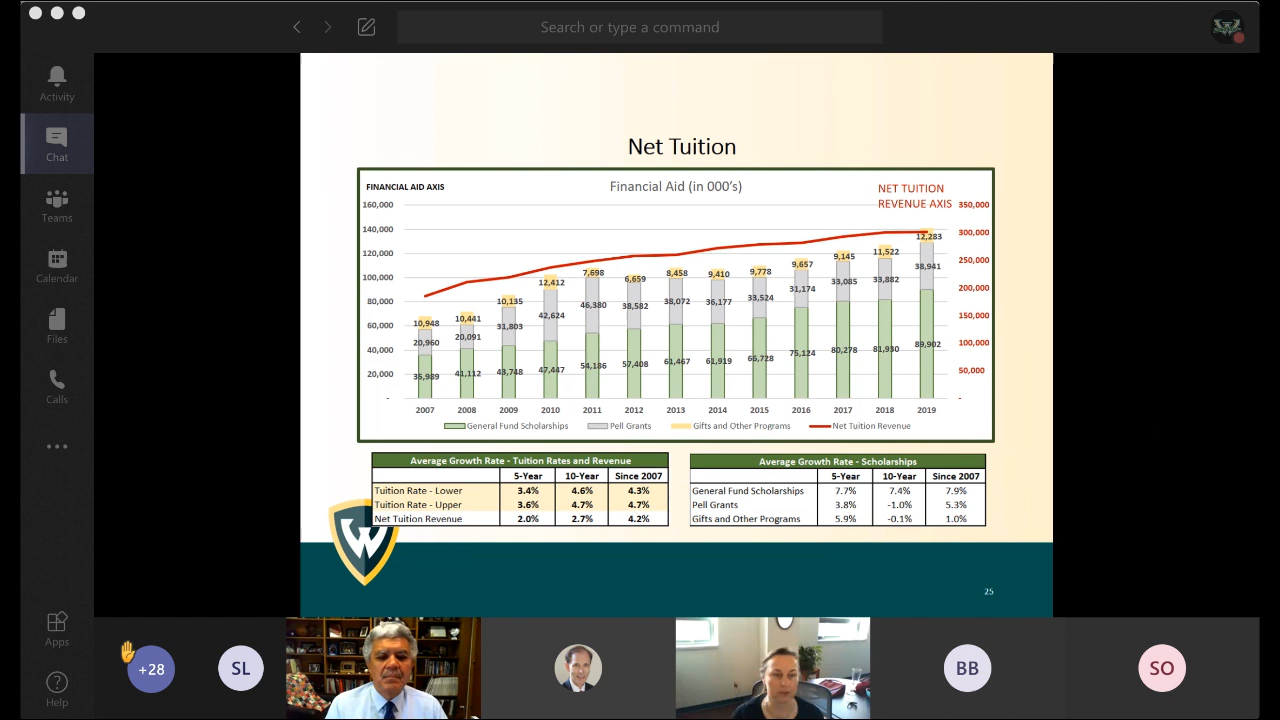 Search or type a command
Activity
Chat
Teams
Calendar
Files
Calls
Apps
Help
Net Tuition
FINANCIAL AID AXIS
Financial Aid (in 000's)
NET TUITION
REVENUE AXIS
160,000
350,000
140,000
300,000
120,000
250,000
100,000
200,000
80,000
150,000
60,000
100,000
40,000
50,000
20,000
-
-
10,948 10,441 10,135 12,412 7,698 6,659 8,458 9,410 9,778 9,657 9,145 11,522 12,283
20,960 20,091 31,803 42,624 46,380 38,582 38,072 36,177 33,524 31,174 33,085 33,882 38,941
35,989 41,112 43,748 47,447 54,186 57,408 61,467 61,919 66,728 75,124 80,278 81,930 89,902
2007 2008 2009 2010 2011 2012 2013 2014 2015 2016 2017 2018 2019
General Fund Scholarships Pell Grants Gifts and Other Programs Net Tuition Revenue
Average Growth Rate - Tuition Rates and Revenue
5-Year 10-Year Since 2007
Tuition Rate - Lower 3.4% 4.6% 4.3%
Tuition Rate - Upper 3.6% 4.7% 4.7%
Net Tuition Revenue 2.0% 2.7% 4.2%
Average Growth Rate - Scholarships
5-Year 10-Year Since 2007
General Fund Scholarships 7.7% 7.4% 7.9%
Pell Grants 3.8% -1.0% 5.3%
Gifts and Other Programs 5.9% -0.1% 1.0%
W
25
+28
SL
BB
SO